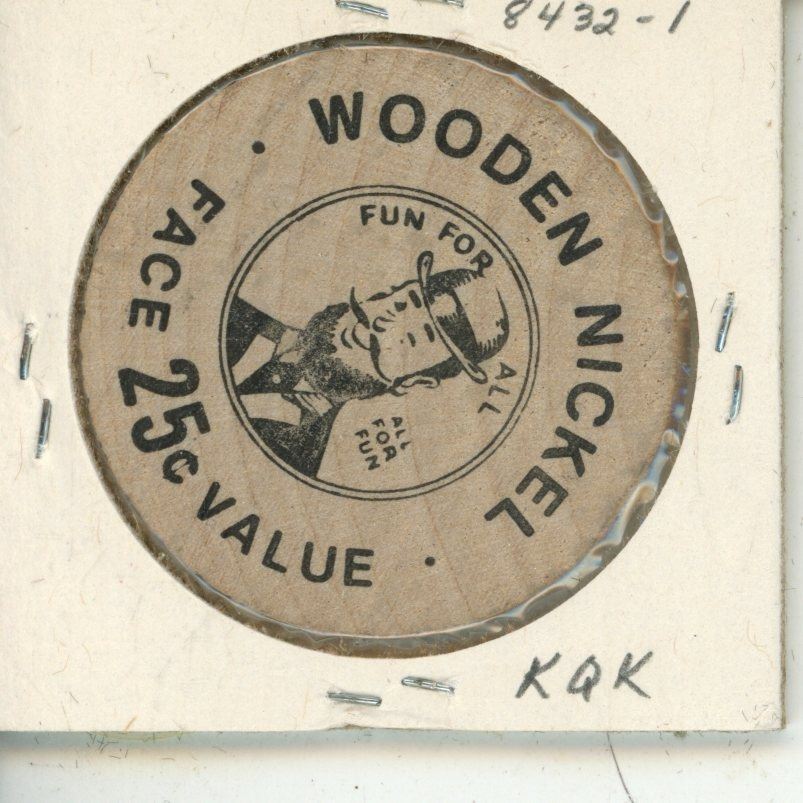 8432-1
WOODEN NICKEL
FACE 25¢ VALUE
FUN FOR ALL
ALL
FOR
FUN
KQK